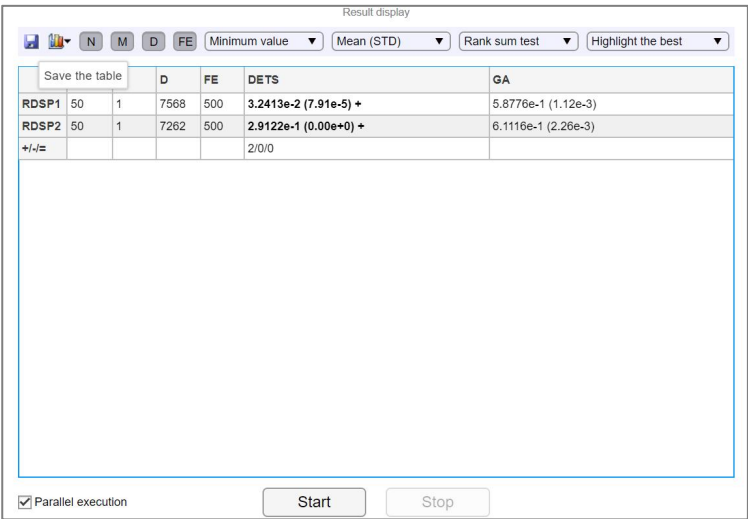 Result display
N M D FE Minimum value ▼ Mean (STD) ▼ Rank sum test ▼ Highlight the best ▼
Save the table
D FE DETS GA
RDSP1 50 1 7568 500 3.2413e-2 (7.91e-5) + 5.8776e-1 (1.12e-3)
RDSP2 50 1 7262 500 2.9122e-1 (0.00e+0) + 6.1116e-1 (2.26e-3)
+/-/= 2/0/0
Parallel execution Start Stop